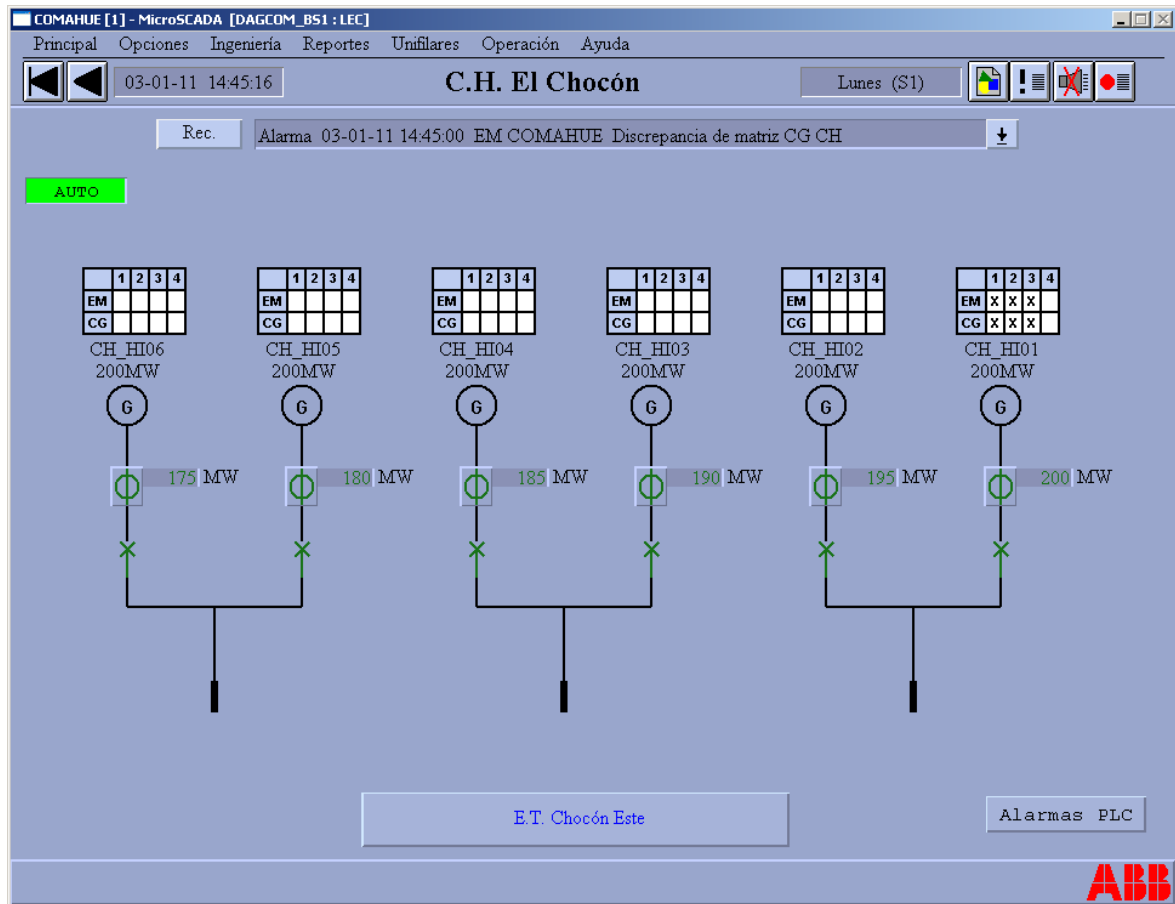 COMAHUE [1] - MicroSCADA [DAGCOM_BS1 : LEC]
Principal Opciones Ingeniería Reportes Unifilares Operación Ayuda
03-01-11 14:45:16 C.H. El Chocón Lunes (S1)
Rec. Alarma 03-01-11 14:45:00 EM COMAHUE Discrepancia de matriz CG CH
AUTO
1 2 3 4 1 2 3 4 1 2 3 4 1 2 3 4 1 2 3 4 1 2 3 4
EM EM EM EM EM EM X X X
CG CG CG CG CG CG X X X
CH_HI06 CH_HI05 CH_HI04 CH_HI03 CH_HI02 CH_HI01
200MW 200MW 200MW 200MW 200MW 200MW
G G G G G G
175 MW 180 MW 185 MW 190 MW 195 MW 200 MW
E.T. Chocón Este
Alarmas PLC
ABB